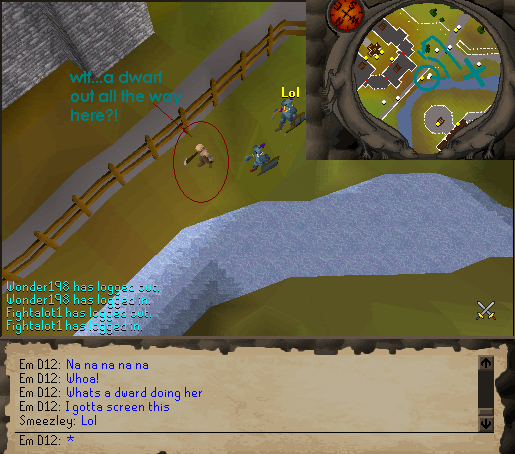 wtf...a dwarf
out all the way
here?!
Lol
Wonder198 has logged out.
Wonder198 has logged in.
Fightalot1 has logged out.
Fightalot1 has logged in.
Em D12: Na na na na na
Em D12: Whoa!
Em D12: Whats a dward doing her
Em D12: I gotta screen this
Smeezley: Lol
Em D12: *